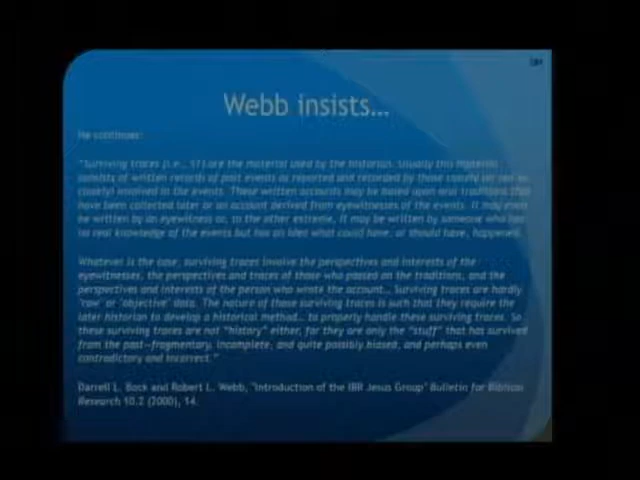 Webb insists...
He continues:
"Surviving traces [i.e., ST] are the material used by the historian. Usually this material
consists of written records of past events as reported and recorded by those closely (or not so
closely) involved in the events. These written accounts may be based upon oral traditions that
have been collected later or an account derived from eyewitnesses of the events. It may even
be written by an eyewitness or, to the other extreme, it may be written by someone who has
no real knowledge of the events but has an idea what could have, or should have, happened.
Whatever is the case, surviving traces involve the perspectives and interests of the
eyewitnesses, the perspectives and traces of those who passed on the traditions, and the
perspectives and interests of the person who wrote the account... Surviving traces are hardly
'raw' or 'objective' data. The nature of these surviving traces is such that they require the
later historian to develop a historical method... to properly handle these surviving traces. So
these surviving traces are not "history" either, for they are only the "stuff" that has survived
from the past—fragmentary, incomplete, and quite possibly biased, and perhaps even
contradictory and incorrect."
Darrell L. Bock and Robert L. Webb, "Introduction of the IBR Jesus Group" Bulletin for Biblical
Research 10.2 (2000), 14.